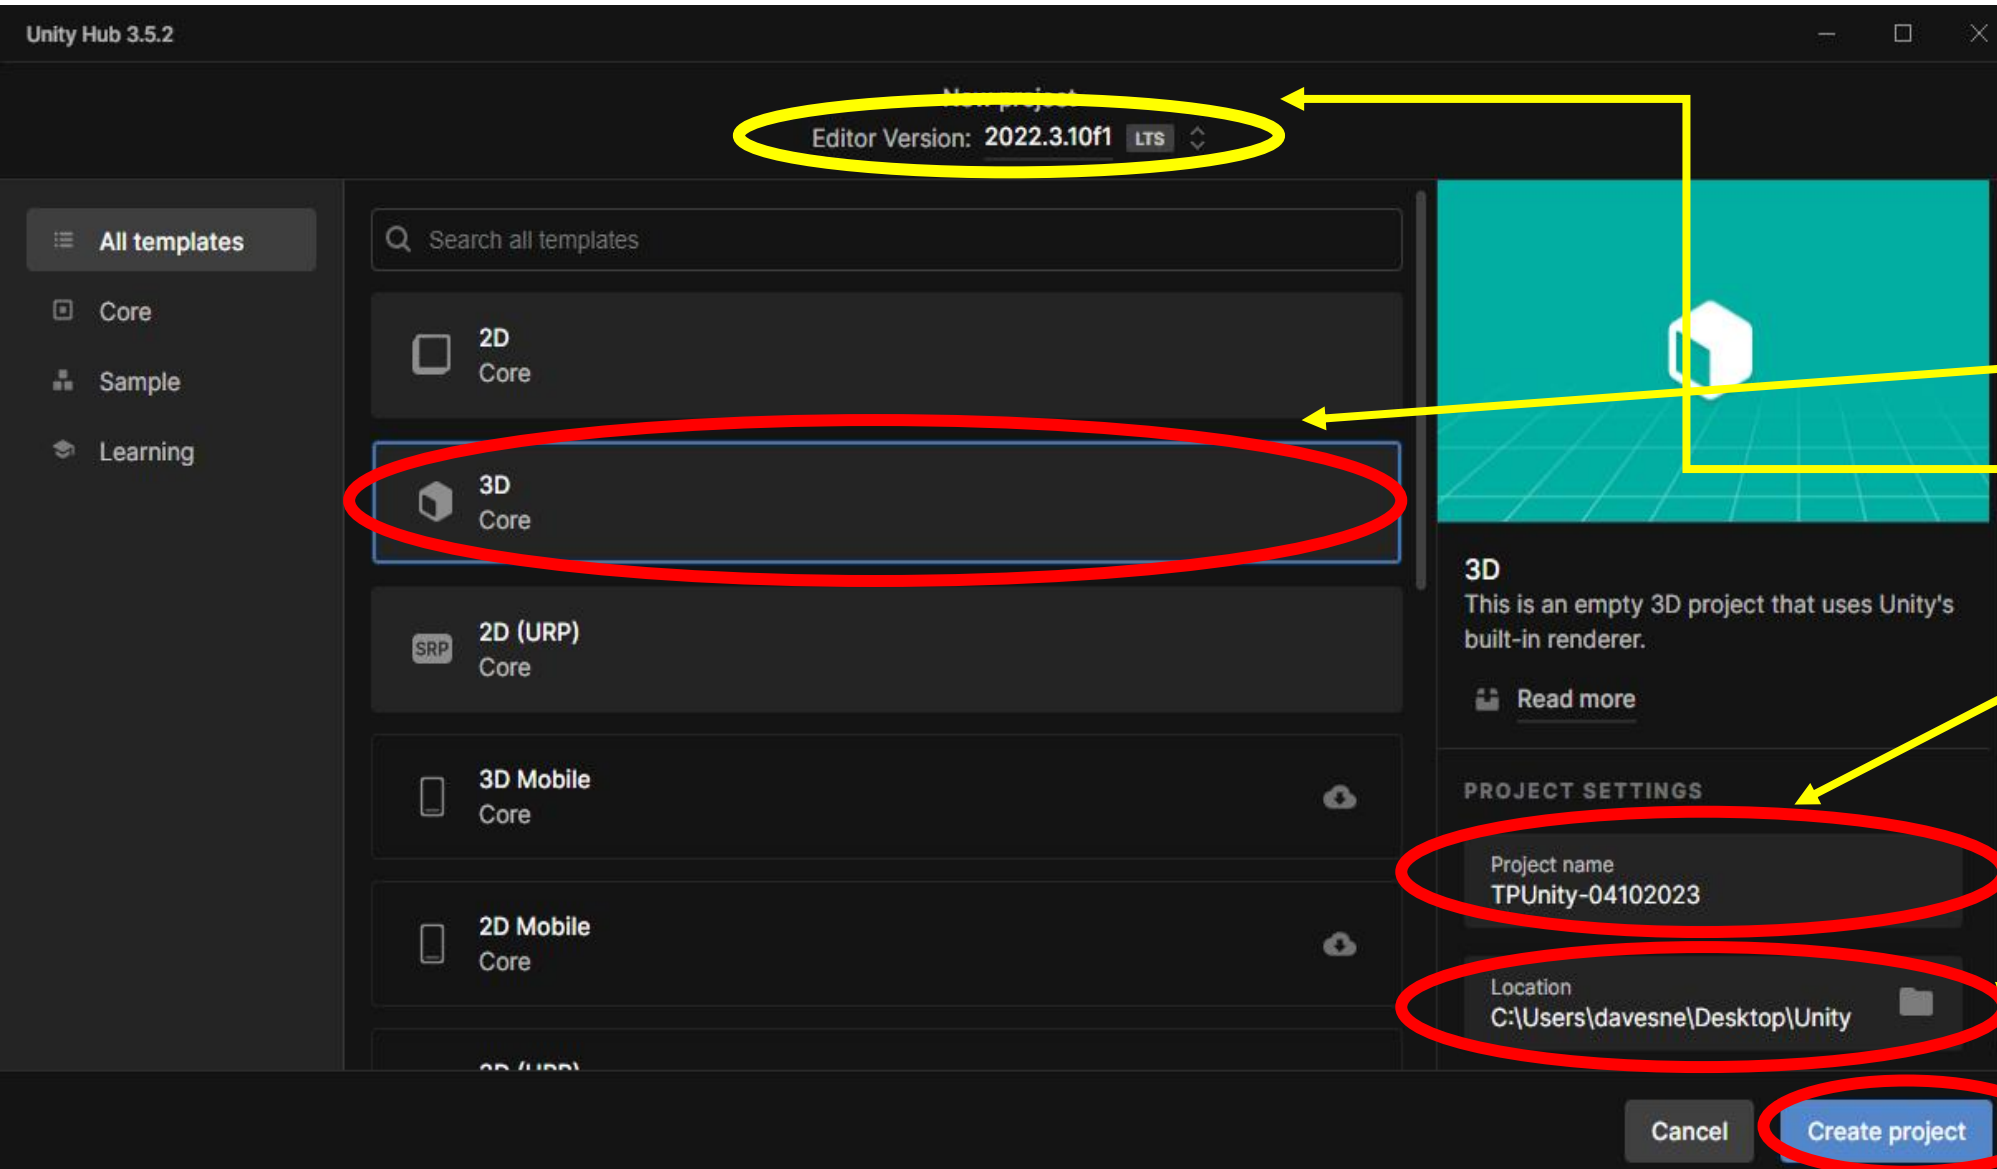 Unity Hub 3.5.2
New project
Editor Version: 2022.3.10f1 LTS
All templates
Core
Sample
Learning
Search all templates
2D
Core
3D
Core
SRP
2D (URP)
Core
3D Mobile
Core
2D Mobile
Core
3D
This is an empty 3D project that uses Unity's
built-in renderer.
Read more
PROJECT SETTINGS
Project name
TPUnity-04102023
Location
C:\Users\davesne\Desktop\Unity
Cancel
Create project